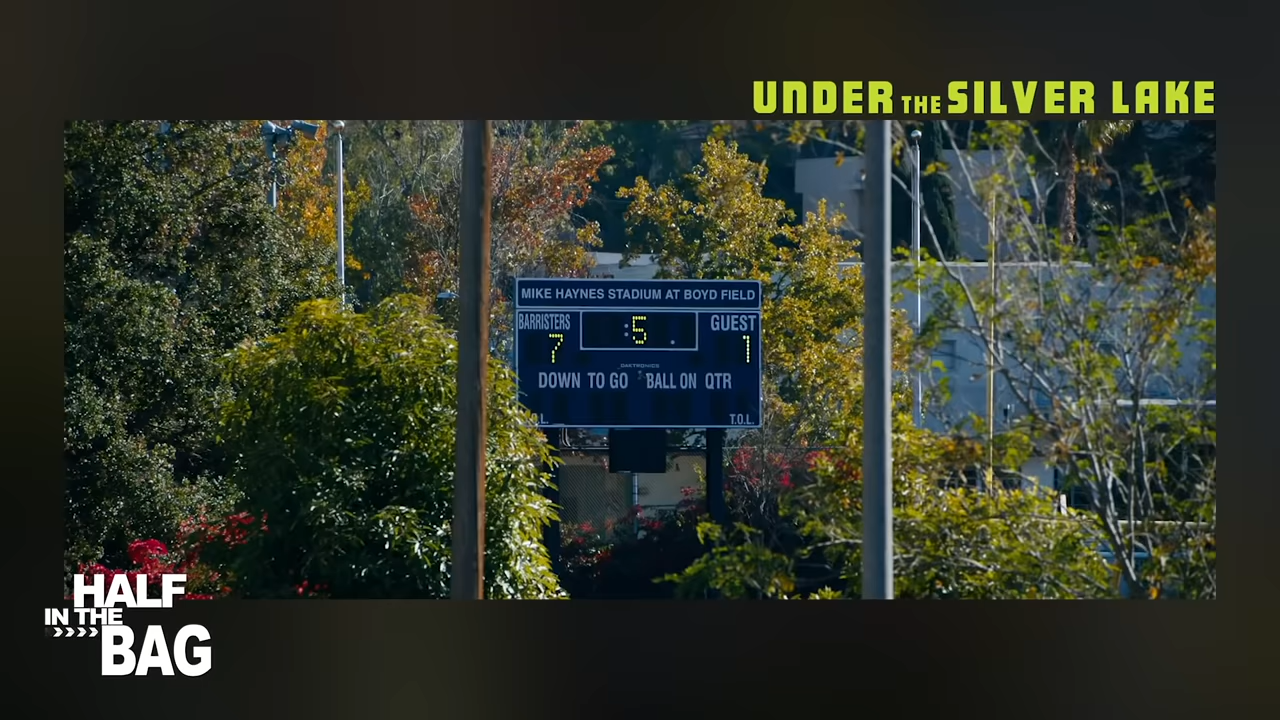 UNDER THE SILVER LAKE
MIKE HAYNES STADIUM AT BOYD FIELD
BARRISTERS :5 . GUEST
7 1
DAKTRONICS
DOWN TO GO BALL ON QTR
T.O.L.
HALF
IN THE
>>>>>
BAG